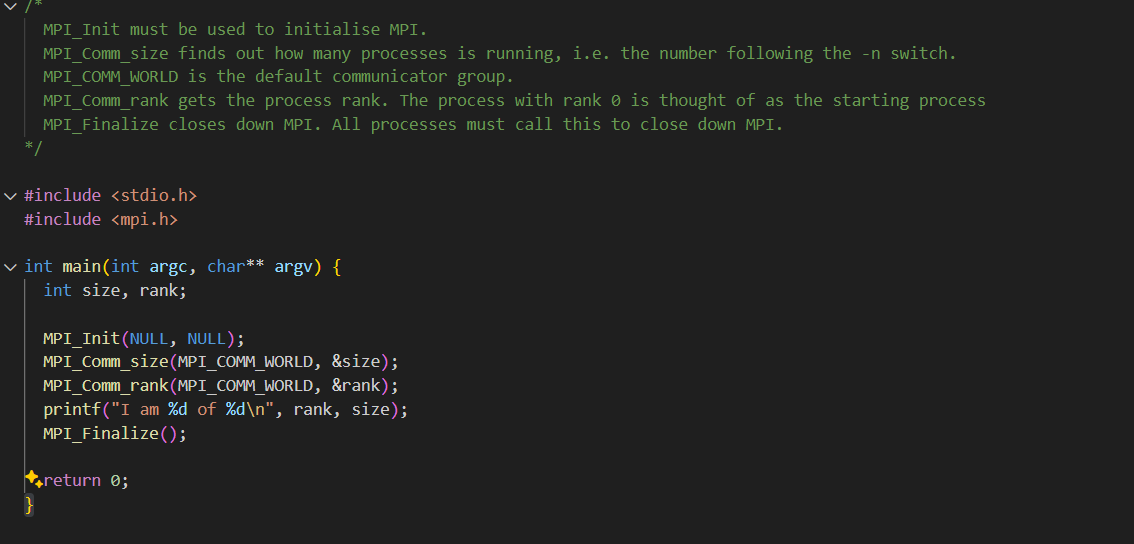 /*
MPI_Init must be used to initialise MPI.
MPI_Comm_size finds out how many processes is running, i.e. the number following the -n switch.
MPI_COMM_WORLD is the default communicator group.
MPI_Comm_rank gets the process rank. The process with rank 0 is thought of as the starting process
MPI_Finalize closes down MPI. All processes must call this to close down MPI.
*/
#include <stdio.h>
#include <mpi.h>
int main(int argc, char** argv) {
int size, rank;
MPI_Init(NULL, NULL);
MPI_Comm_size(MPI_COMM_WORLD, &size);
MPI_Comm_rank(MPI_COMM_WORLD, &rank);
printf("I am %d of %d\n", rank, size);
MPI_Finalize();
return 0;
}